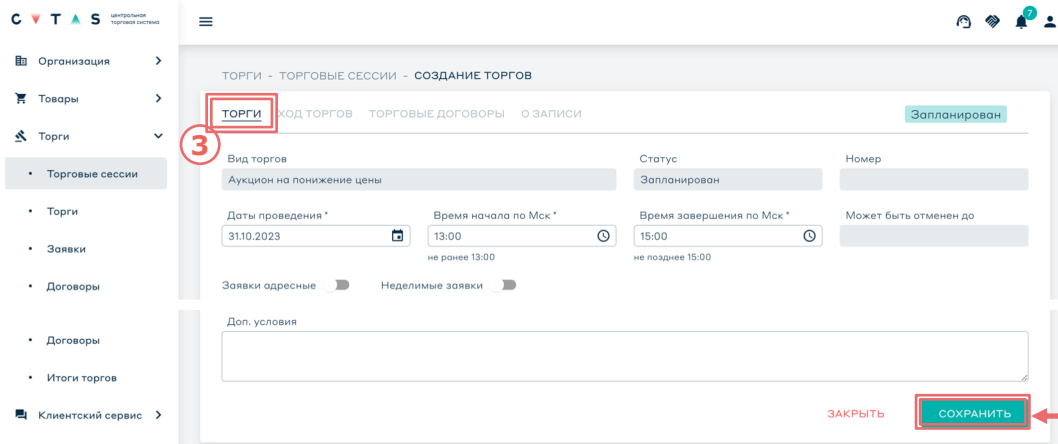 CVTAS центральная
торговая система
7
Организация
Товары
Торги
Торговые сессии
Торги
Заявки
Договоры
Договоры
Итоги торгов
Клиентский сервис
ТОРГИ - ТОРГОВЫЕ СЕССИИ - СОЗДАНИЕ ТОРГОВ
ТОРГИ ХОД ТОРГОВ ТОРГОВЫЕ ДОГОВОРЫ О ЗАПИСИ Запланирован
3
Вид торгов Статус Номер
Аукцион на понижение цены Запланирован
Даты проведения * Время начала по Мск * Время завершения по Мск * Может быть отменен до
31.10.2023 13:00 15:00
не ранее 13:00 не позднее 15:00
Заявки адресные Неделимые заявки
Доп. условия
ЗАКРЫТЬ СОХРАНИТЬ